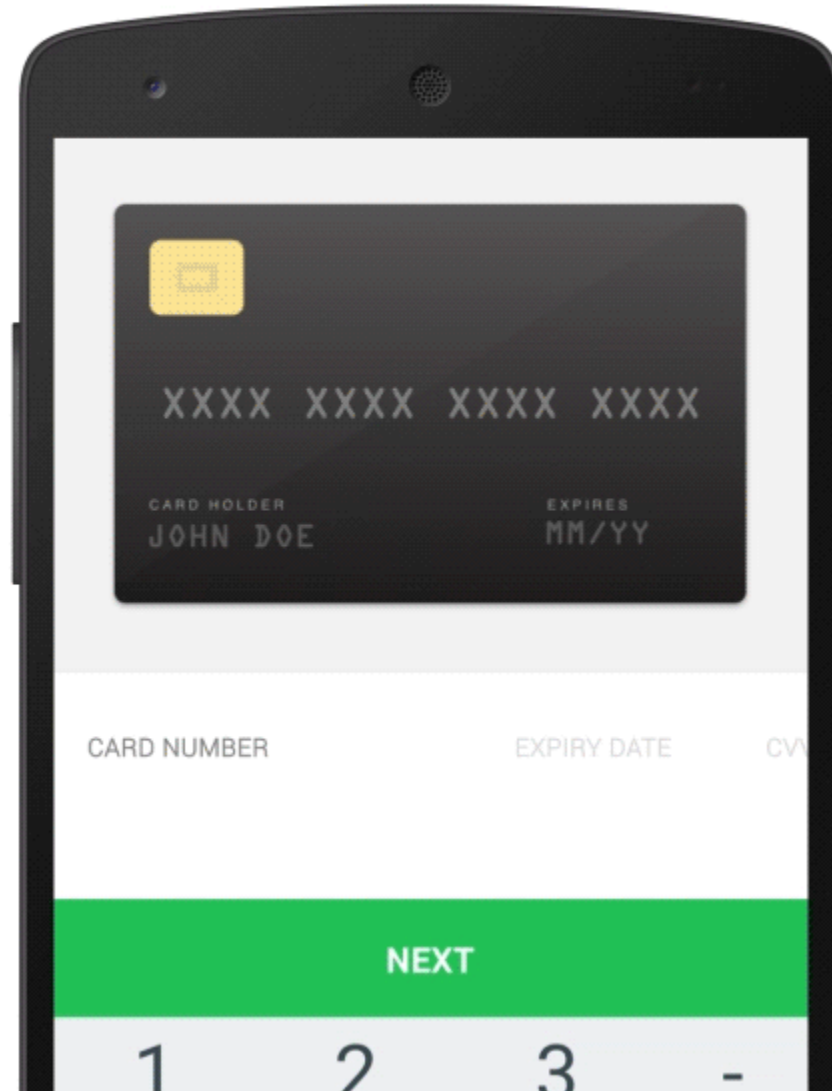 XXXX XXXX XXXX XXXX
CARD HOLDER EXPIRES
JOHN DOE MM/YY
CARD NUMBER EXPIRY DATE CVV
NEXT
1 2 3 -